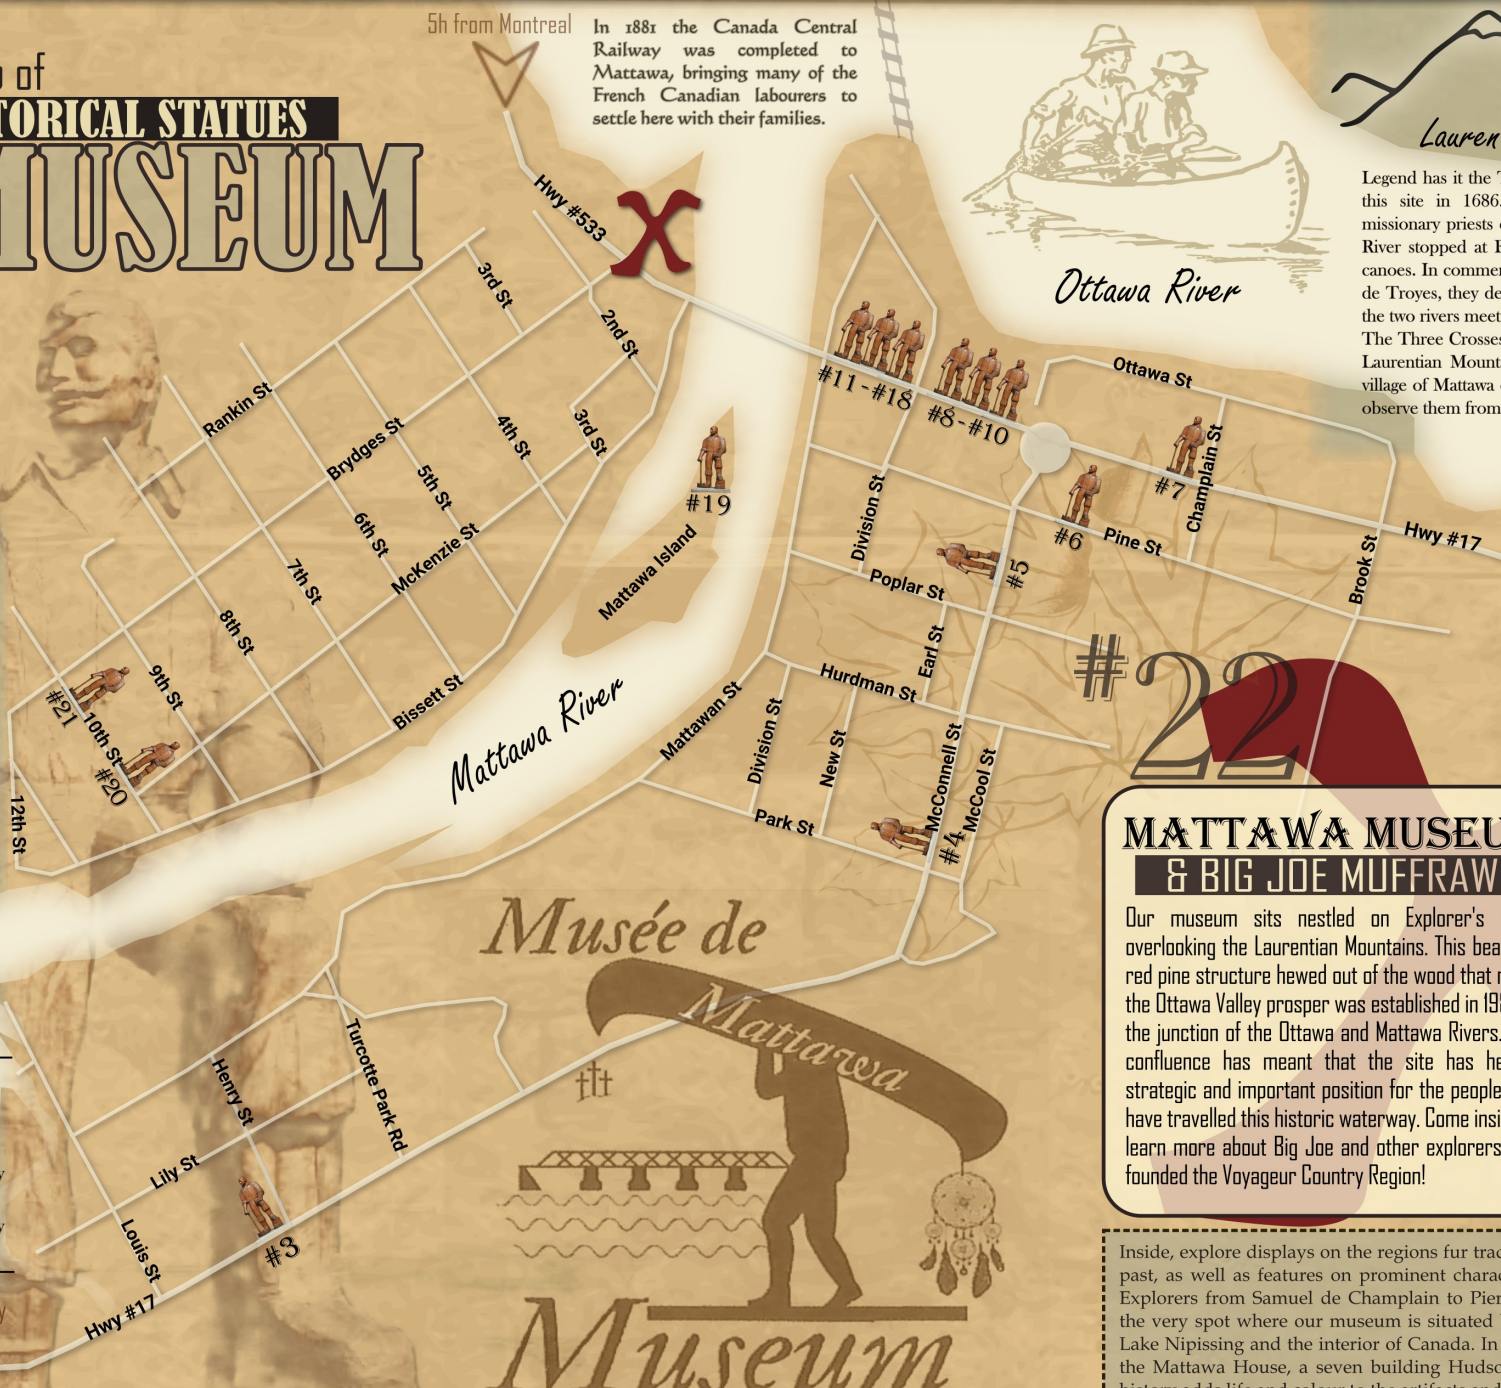 of
TORICAL STATUES
MUSEUM
5h from Montreal
In 1881 the Canada Central
Railway was completed to
Mattawa, bringing many of the
French Canadian labourers to
settle here with their families.
Lauren
Legend has it the
this site in 1686.
missionary priests
River stopped at
canoes. In commer
de Troyes, they de
the two rivers meet
The Three Crosses
Laurentian Mount
village of Mattawa
observe them from
Ottawa River
Hwy #533
X
3rd St
2nd St
Rankin St
Brydges St
4th St
3rd St
5th St
6th St
McKenzie St
7th St
8th St
9th St
10th St
12th St
Bissett St
#21
#20
#19
Mattawa Island
Mattawa River
#11-#18
#8-#10
Ottawa St
#7
Champlain St
Hwy #17
Division St
#6
Pine St
Brook St
#5
Poplar St
Earl St
Hurdman St
Mattawan St
Division St
New St
McConnell St
McCool St
Park St
#4
#22
MATTAWA MUSEU
& BIG JOE MUFFRAW
Our museum sits nestled on Explorer's
overlooking the Laurentian Mountains. This bea
red pine structure hewed out of the wood that
the Ottawa Valley prosper was established in 19
the junction of the Ottawa and Mattawa Rivers.
confluence has meant that the site has he
strategic and important position for the people
have travelled this historic waterway. Come insi
learn more about Big Joe and other explorers
founded the Voyageur Country Region!
Musée de
Mattawa
Museum
Turcotte Park Rd
Henry St
Lily St
Louis St
#3
Hwy #17
Inside, explore displays on the regions fur trad
past, as well as features on prominent charac
Explorers from Samuel de Champlain to Pier
the very spot where our museum is situated
Lake Nipissing and the interior of Canada. In
the Mattawa House, a seven building Hudso